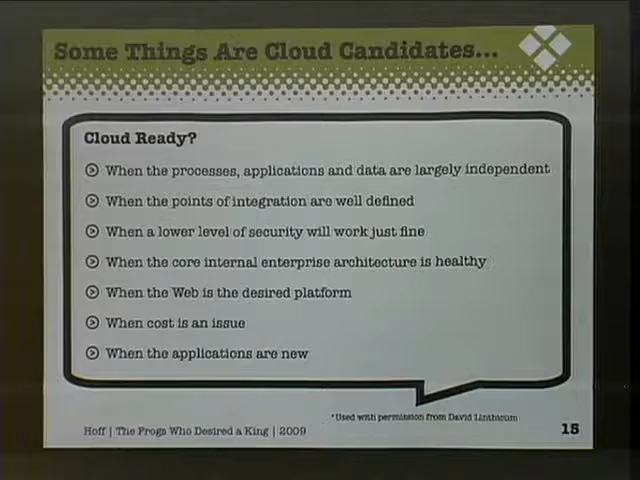 Some Things Are Cloud Candidates...
Cloud Ready?
When the processes, applications and data are largely independent
When the points of integration are well defined
When a lower level of security will work just fine
When the core internal enterprise architecture is healthy
When the Web is the desired platform
When cost is an issue
When the applications are new
*Used with permission from David Linthicum
Hoff | The Frogs Who Desired a King | 2009
15